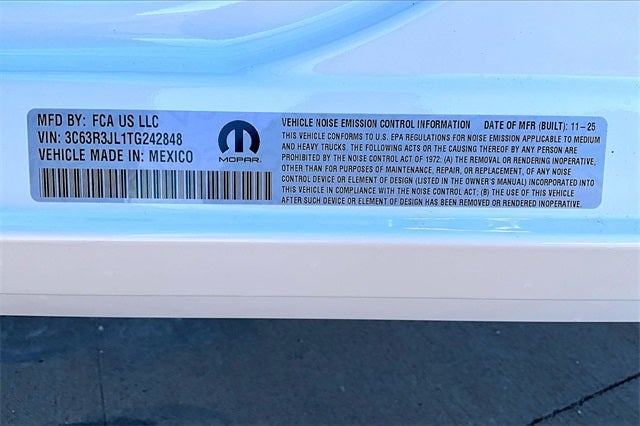 MFD BY: FCA US LLC
VIN: 3C63R3JL1TG242848
VEHICLE MADE IN: MEXICO
MOPAR
VEHICLE NOISE EMISSION CONTROL INFORMATION DATE OF MFR (BUILT): 11-25
THIS VEHICLE CONFORMS TO U.S. EPA REGULATIONS FOR NOISE EMISSION APPLICABLE TO MEDIUM
AND HEAVY TRUCKS. THE FOLLOWING ACTS OR THE CAUSING THEREOF BY ANY PERSON ARE
PROHIBITED BY THE NOISE CONTROL ACT OF 1972: (A) THE REMOVAL OR RENDERING INOPERATIVE,
OTHER THAN FOR PURPOSES OF MAINTENANCE, REPAIR, OR REPLACEMENT, OF ANY NOISE
CONTROL DEVICE OR ELEMENT OF DESIGN (LISTED IN THE OWNER'S MANUAL) INCORPORATED INTO
THIS VEHICLE IN COMPLIANCE WITH THE NOISE CONTROL ACT; (B) THE USE OF THIS VEHICLE
AFTER SUCH DEVICE OR ELEMENT OF DESIGN HAS BEEN REMOVED OR RENDERED INOPERATIVE.